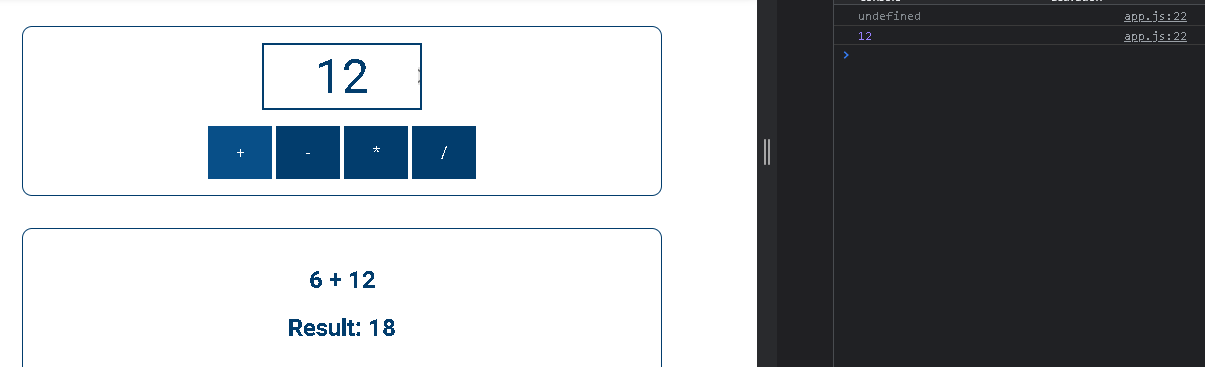 12
+ - * /
6 + 12
Result: 18
undefined app.js:22
12 app.js:22